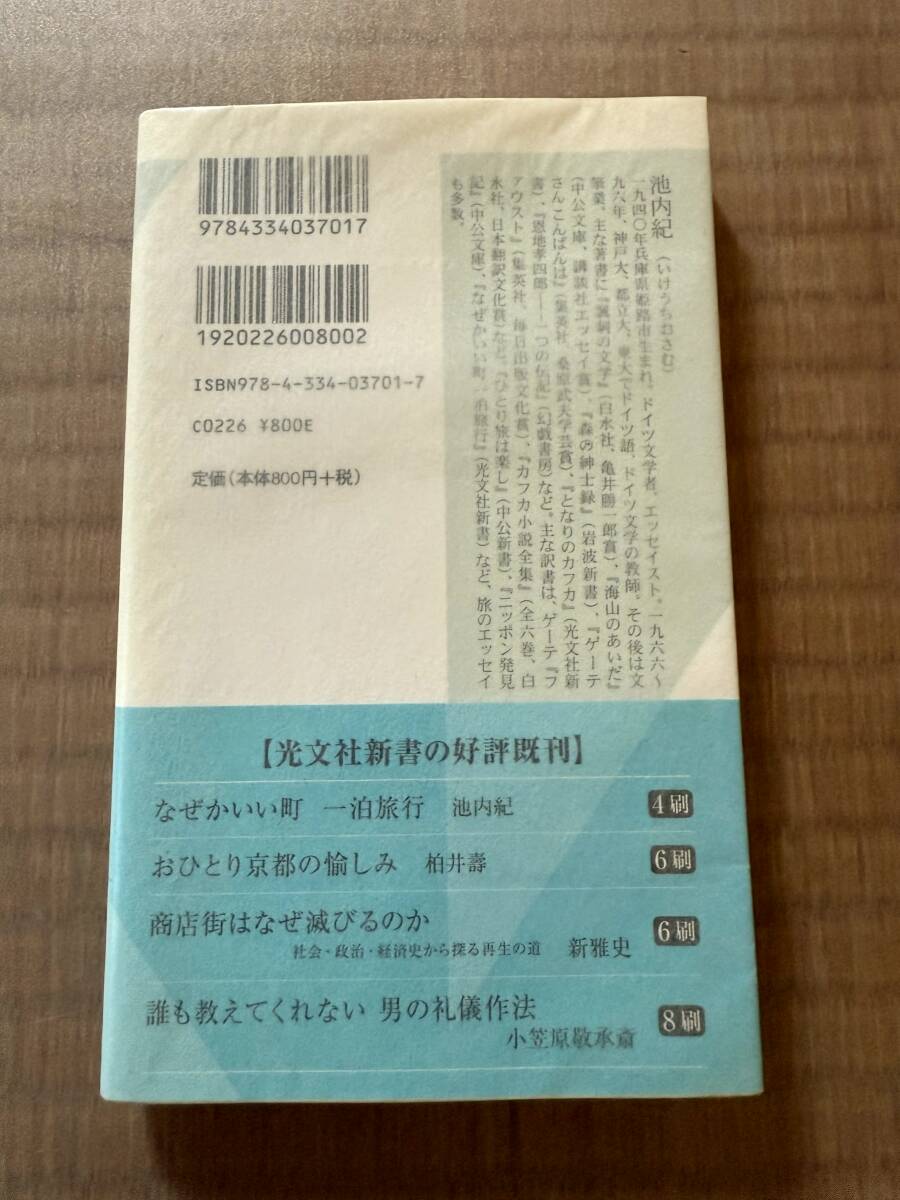 9784334037017
1920226008002
ISBN978-4-334-03701-7
C0226 ¥800E
定価(本体800円+税)
池内紀(いけうちおさむ)
一九四〇年兵庫県姫路市生まれ。ドイツ文学者、エッセイスト。一九六六〜
九六年、神戸大、都立大、東大でドイツ語、ドイツ文学の教師。その後は文
筆業。主な著書に『諷刺の文学』(白水社、亀井勝一郎賞)、『海山のあいだ』
(中公文庫、講談社エッセイ賞)、『森の紳士録』(岩波新書)、『ゲーテ
さんこんばんは』(集英社、桑原武夫学芸賞)、『となりのカフカ』(光文社新
書)、『恩地孝四郎――一つの伝記』(幻戯書房)など。主な訳書は、ゲーテ『フ
ァウスト』(集英社、毎日出版文化賞)、『カフカ小説全集』(全六巻、白
水社、日本翻訳文化賞)など。『ひとり旅は楽し』(中公新書)、『ニッポン発見
記』(中公文庫)、『なぜかいい町 一泊旅行』(光文社新書)など、旅のエッセイ
も多数。
【光文社新書の好評既刊】
なぜかいい町 一泊旅行 池内紀 4刷
おひとり京都の愉しみ 柏井壽 6刷
商店街はなぜ滅びるのか 6刷
社会・政治・経済史から探る再生の道 新雅史
誰も教えてくれない 男の礼儀作法 8刷
小笠原敬承斎